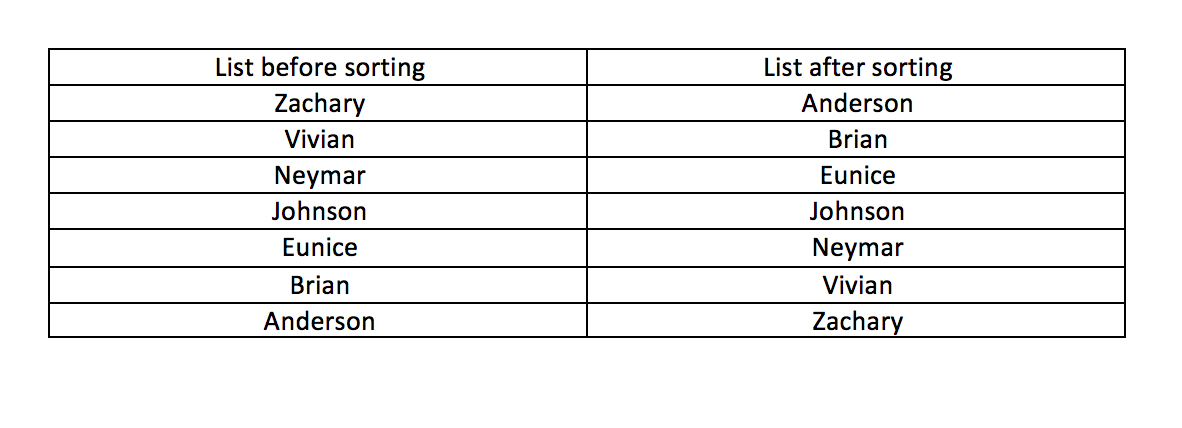 List before sorting List after sorting
Zachary Anderson
Vivian Brian
Neymar Eunice
Johnson Johnson
Eunice Neymar
Brian Vivian
Anderson Zachary